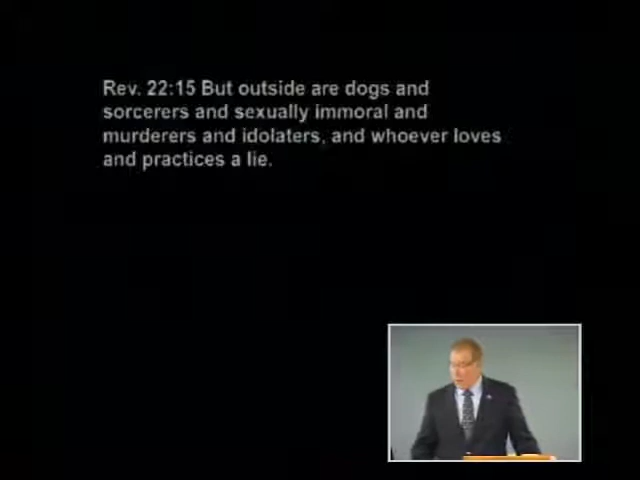 Rev. 22:15 But outside are dogs and
sorcerers and sexually immoral and
murderers and idolaters, and whoever loves
and practices a lie.